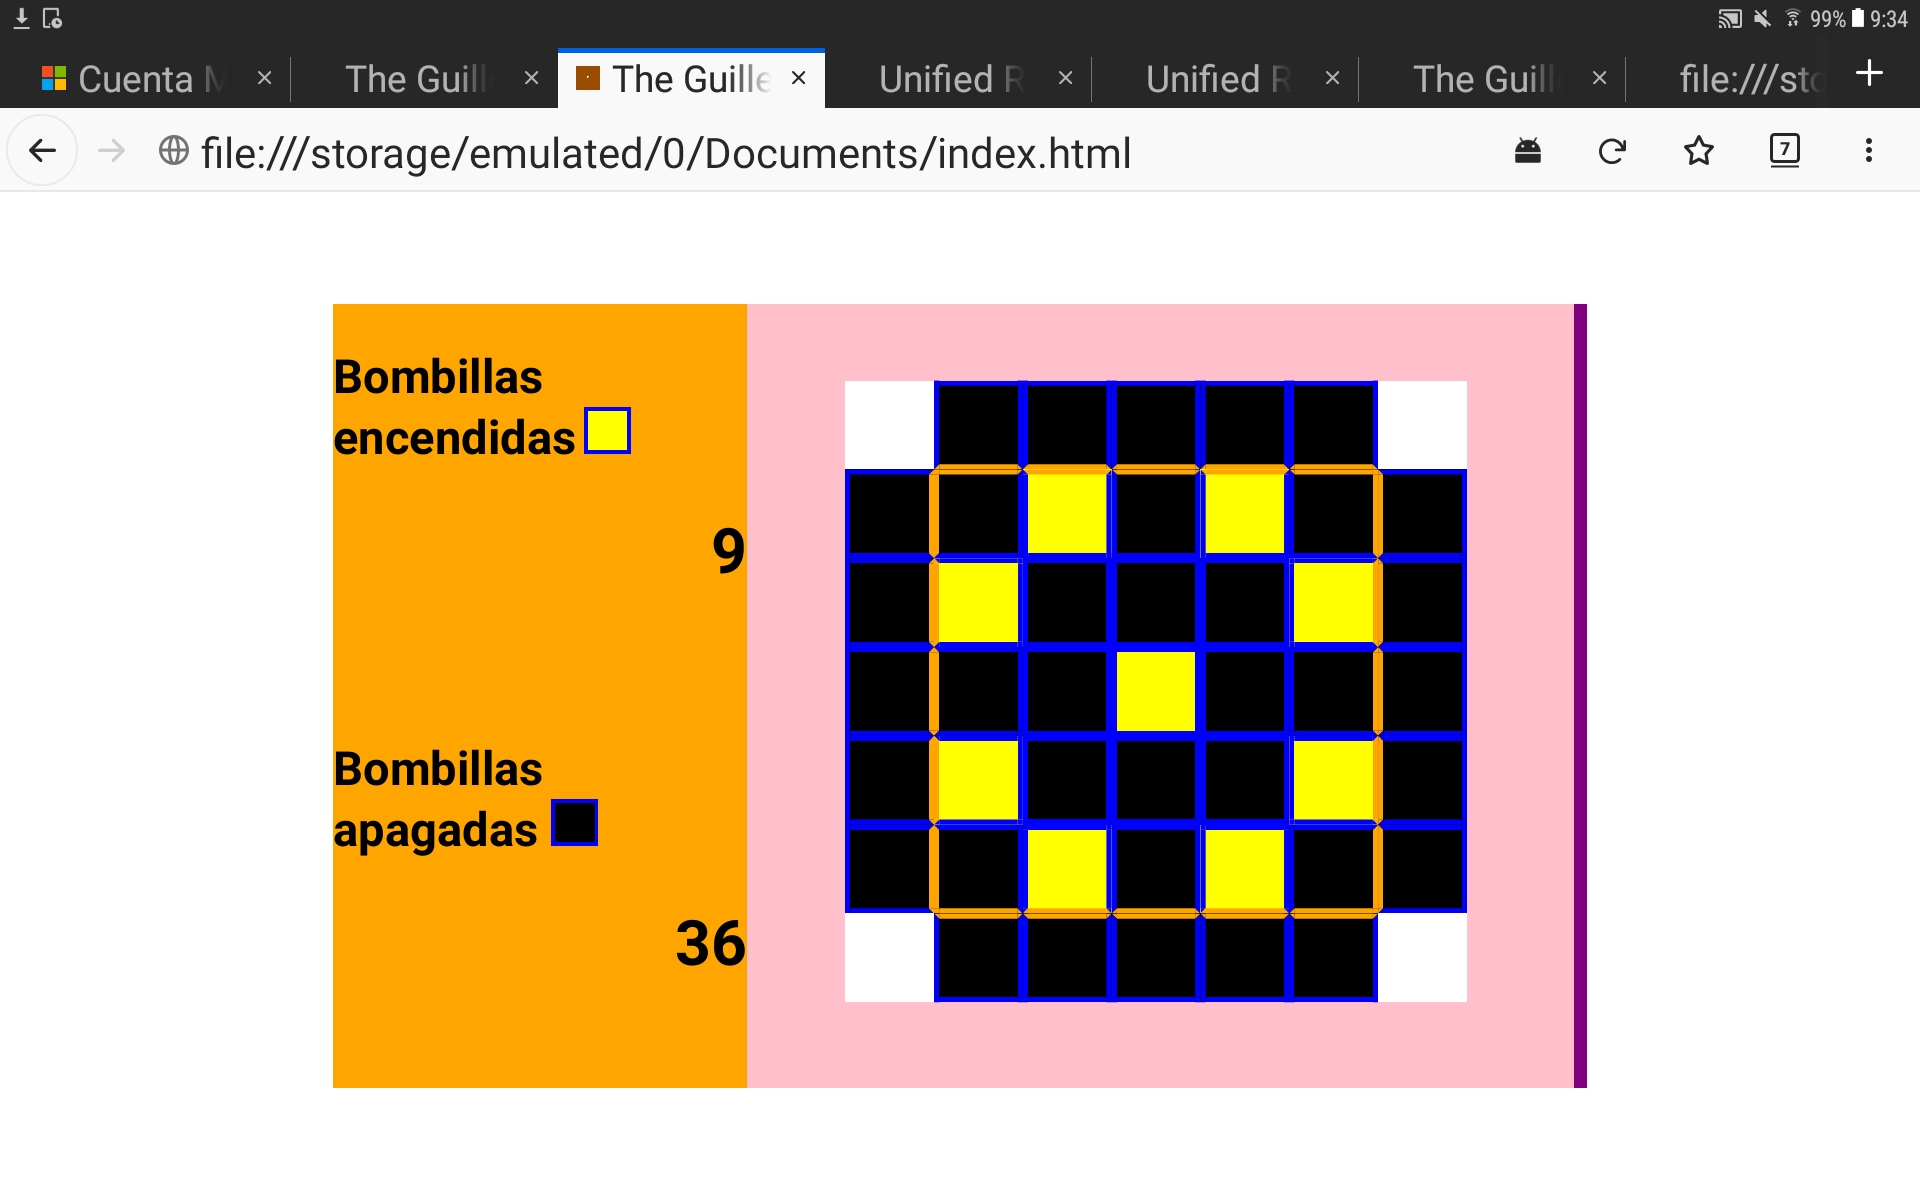 99% 9:34
Cuenta M
The Guill
The Guille
Unified R
Unified R
The Guill
file:///sto
file:///storage/emulated/0/Documents/index.html
7
Bombillas
encendidas
9
Bombillas
apagadas
36